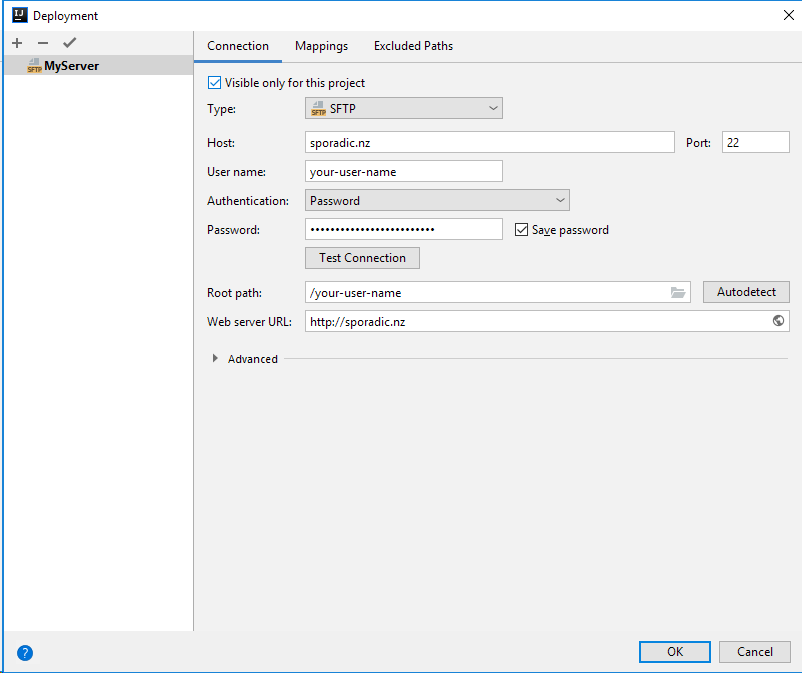 IJ Deployment
SFTP MyServer
Connection Mappings Excluded Paths
Visible only for this project
Type: SFTP SFTP
Host: sporadic.nz Port: 22
User name: your-user-name
Authentication: Password
Password: ••••••••••••••••••••••••• Save password
Test Connection
Root path: /your-user-name Autodetect
Web server URL: http://sporadic.nz
Advanced
? OK Cancel